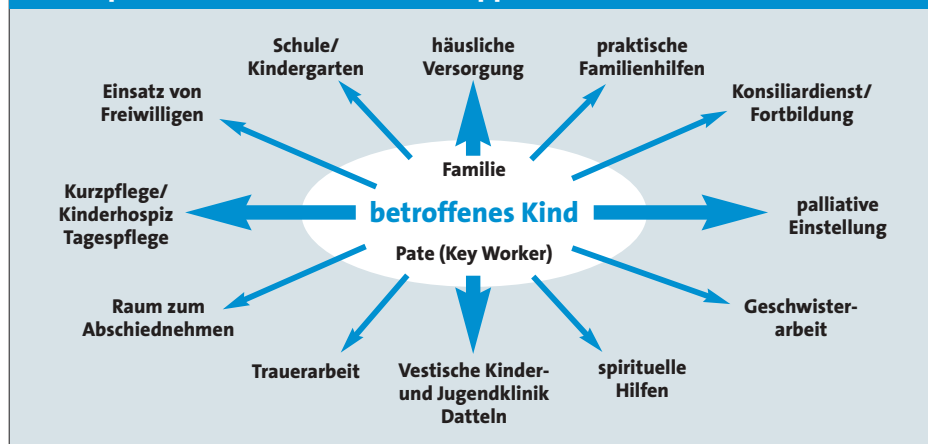 Schule/
Kindergarten
häusliche
Versorgung
praktische
Familienhilfen
Einsatz von
Freiwilligen
Konsiliardienst/
Fortbildung
Familie
Kurzpflege/
Kinderhospiz
Tagespflege
betroffenes Kind
palliative
Einstellung
Pate (Key Worker)
Raum zum
Abschiednehmen
Geschwister-
arbeit
Trauerarbeit
Vestische Kinder-
und Jugendklinik
Datteln
spirituelle
Hilfen